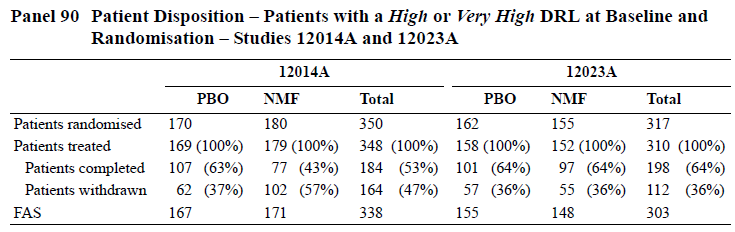 Panel 90 Patient Disposition – Patients with a High or Very High DRL at Baseline and
Randomisation – Studies 12014A and 12023A
12014A 12023A
PBO NMF Total PBO NMF Total
Patients randomised 170 180 350 162 155 317
Patients treated 169 (100%) 179 (100%) 348 (100%) 158 (100%) 152 (100%) 310 (100%)
Patients completed 107 (63%) 77 (43%) 184 (53%) 101 (64%) 97 (64%) 198 (64%)
Patients withdrawn 62 (37%) 102 (57%) 164 (47%) 57 (36%) 55 (36%) 112 (36%)
FAS 167 171 338 155 148 303